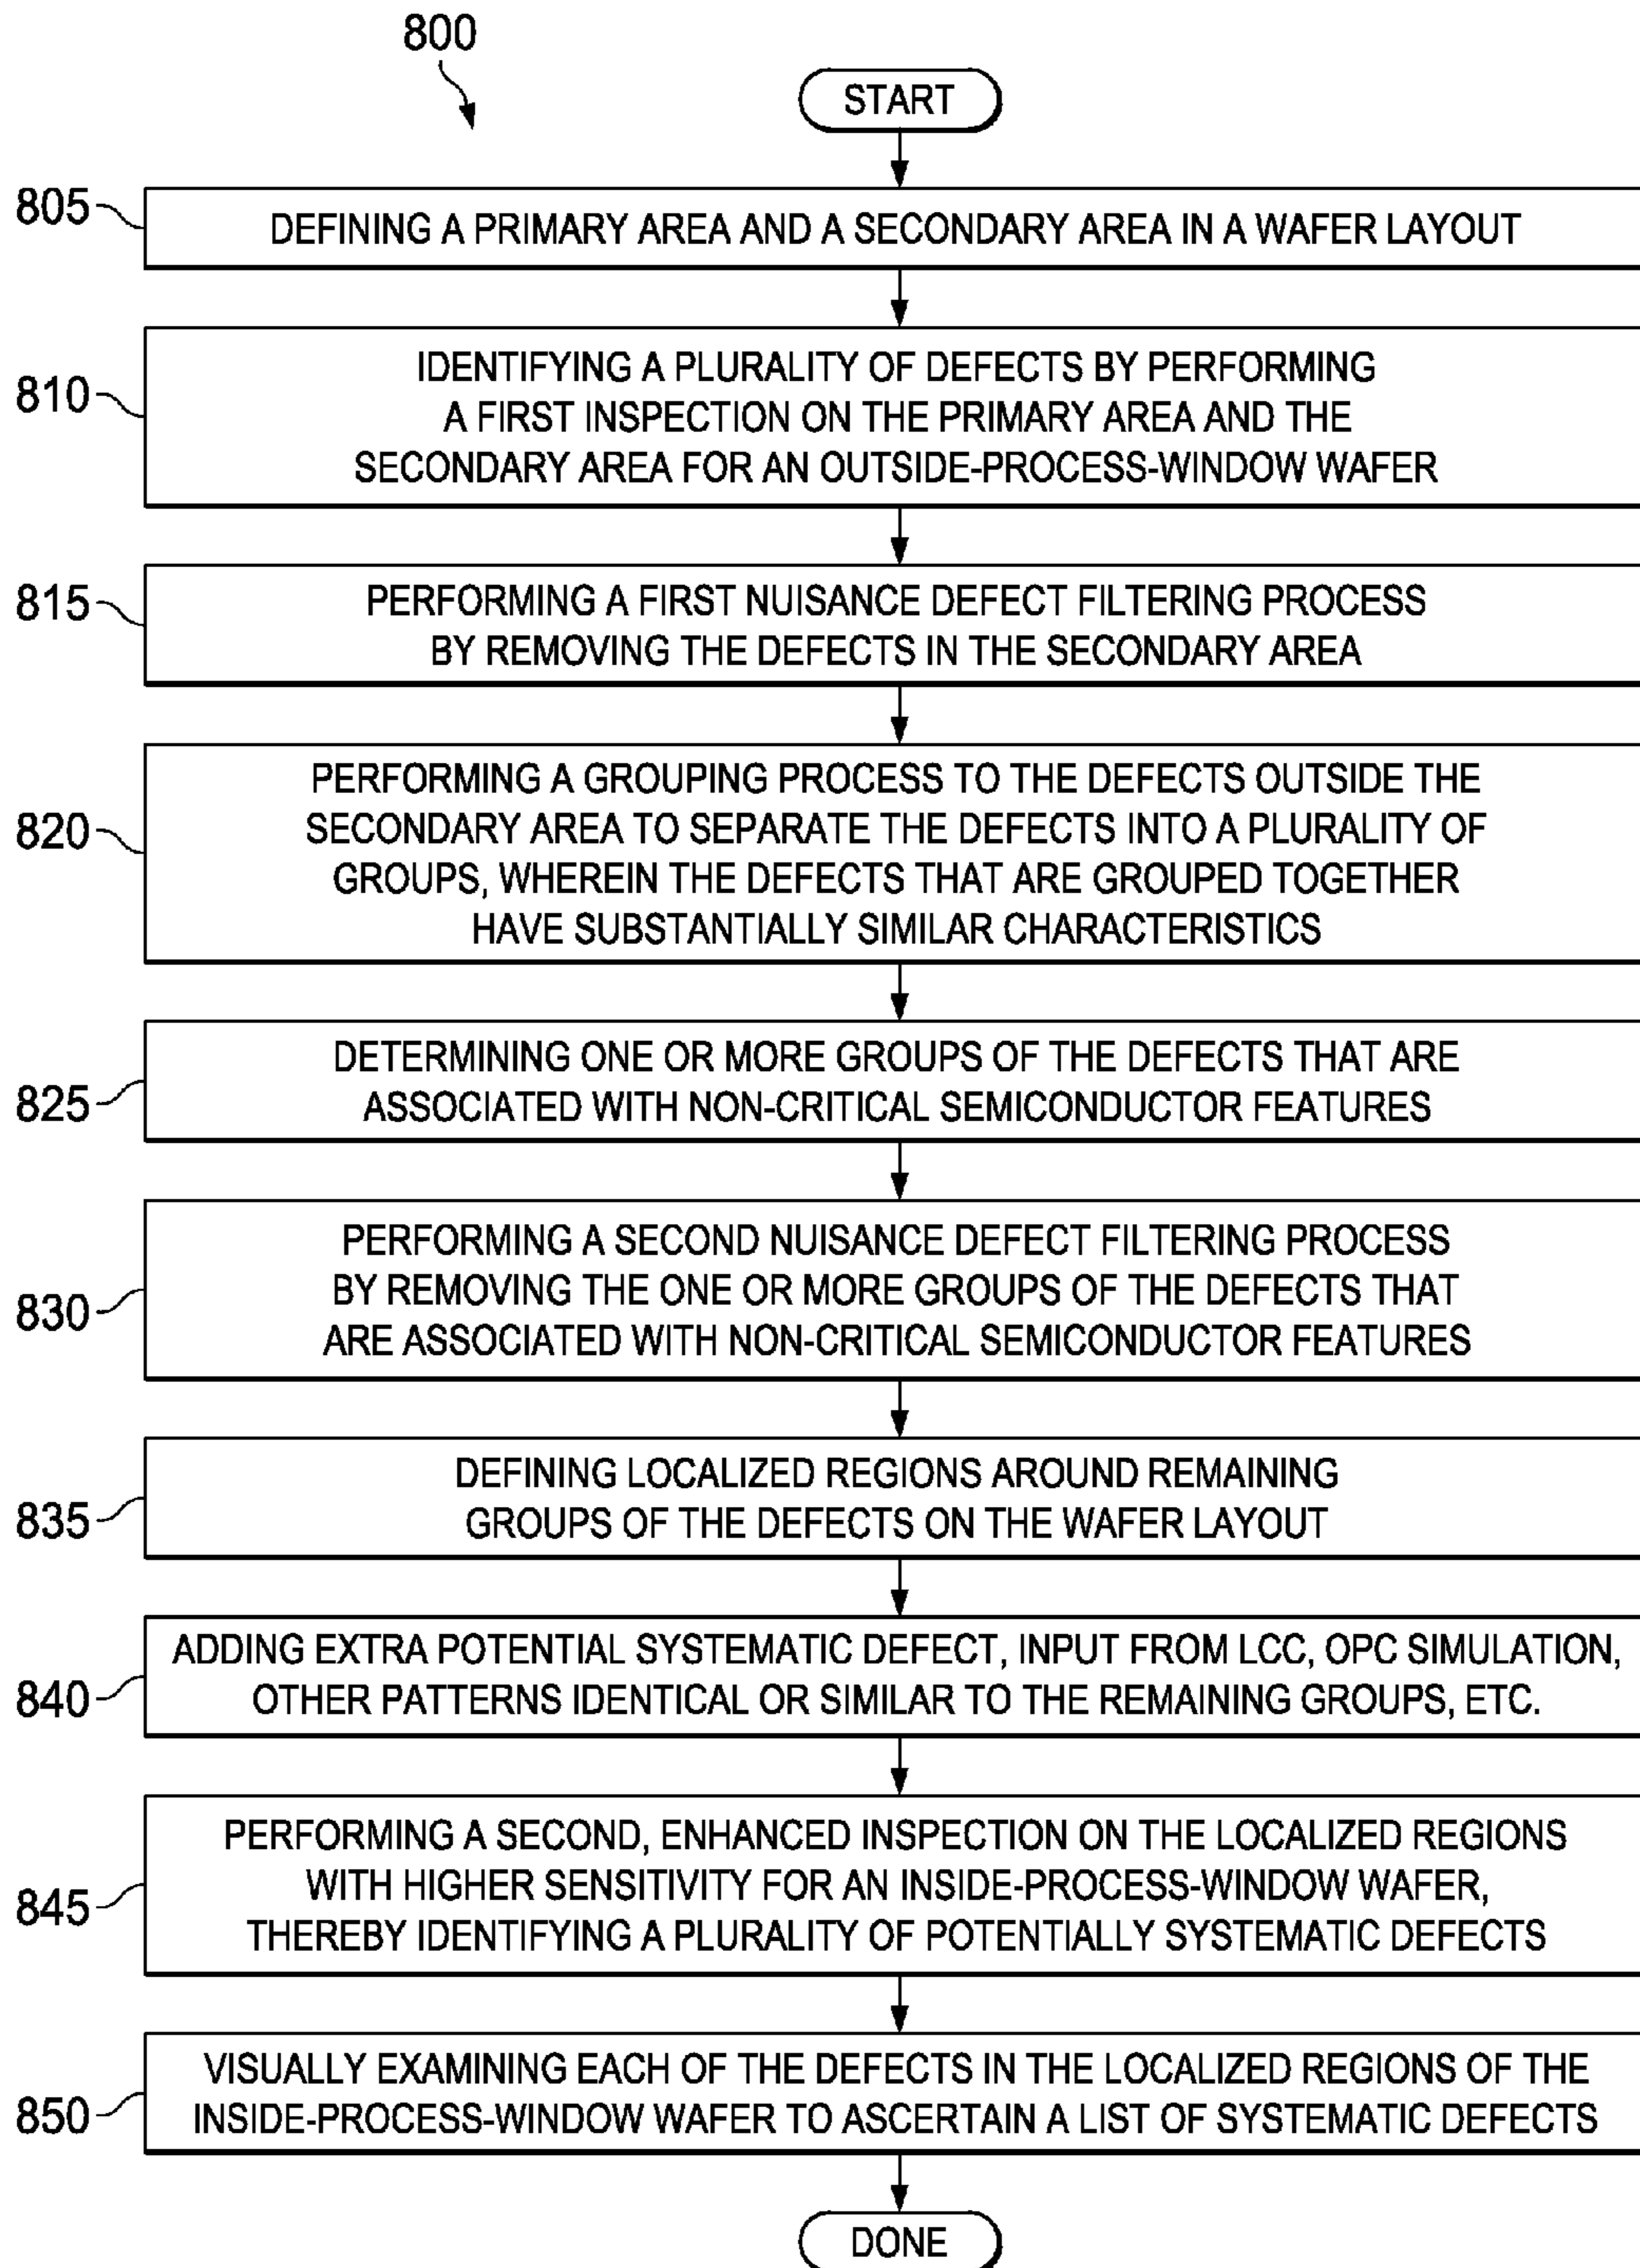 800
START
805
DEFINING A PRIMARY AREA AND A SECONDARY AREA IN A WAFER LAYOUT
810
IDENTIFYING A PLURALITY OF DEFECTS BY PERFORMING
A FIRST INSPECTION ON THE PRIMARY AREA AND THE
SECONDARY AREA FOR AN OUTSIDE-PROCESS-WINDOW WAFER
815
PERFORMING A FIRST NUISANCE DEFECT FILTERING PROCESS
BY REMOVING THE DEFECTS IN THE SECONDARY AREA
820
PERFORMING A GROUPING PROCESS TO THE DEFECTS OUTSIDE THE
SECONDARY AREA TO SEPARATE THE DEFECTS INTO A PLURALITY OF
GROUPS, WHEREIN THE DEFECTS THAT ARE GROUPED TOGETHER
HAVE SUBSTANTIALLY SIMILAR CHARACTERISTICS
825
DETERMINING ONE OR MORE GROUPS OF THE DEFECTS THAT ARE
ASSOCIATED WITH NON-CRITICAL SEMICONDUCTOR FEATURES
830
PERFORMING A SECOND NUISANCE DEFECT FILTERING PROCESS
BY REMOVING THE ONE OR MORE GROUPS OF THE DEFECTS THAT
ARE ASSOCIATED WITH NON-CRITICAL SEMICONDUCTOR FEATURES
835
DEFINING LOCALIZED REGIONS AROUND REMAINING
GROUPS OF THE DEFECTS ON THE WAFER LAYOUT
840
ADDING EXTRA POTENTIAL SYSTEMATIC DEFECT, INPUT FROM LCC, OPC SIMULATION,
OTHER PATTERNS IDENTICAL OR SIMILAR TO THE REMAINING GROUPS, ETC.
845
PERFORMING A SECOND, ENHANCED INSPECTION ON THE LOCALIZED REGIONS
WITH HIGHER SENSITIVITY FOR AN INSIDE-PROCESS-WINDOW WAFER,
THEREBY IDENTIFYING A PLURALITY OF POTENTIALLY SYSTEMATIC DEFECTS
850
VISUALLY EXAMINING EACH OF THE DEFECTS IN THE LOCALIZED REGIONS OF THE
INSIDE-PROCESS-WINDOW WAFER TO ASCERTAIN A LIST OF SYSTEMATIC DEFECTS
DONE